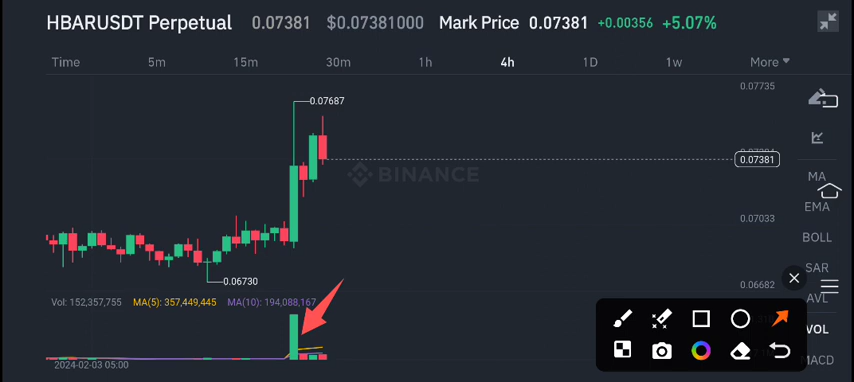 HBARUSDT Perpetual 0.07381 $0.07381000 Mark Price 0.07381 +0.00356 +5.07%
Time 5m 15m 30m 1h 4h 1D 1w More
0.07735
0.07687
0.07381
BINANCE
MA
EMA
0.07033
BOLL
SAR
0.06730
0.06682
Vol: 152,357,755 MA(5): 357,449,445 MA(10): 194,088,167
VOL
MACD
2024-02-03 05:00